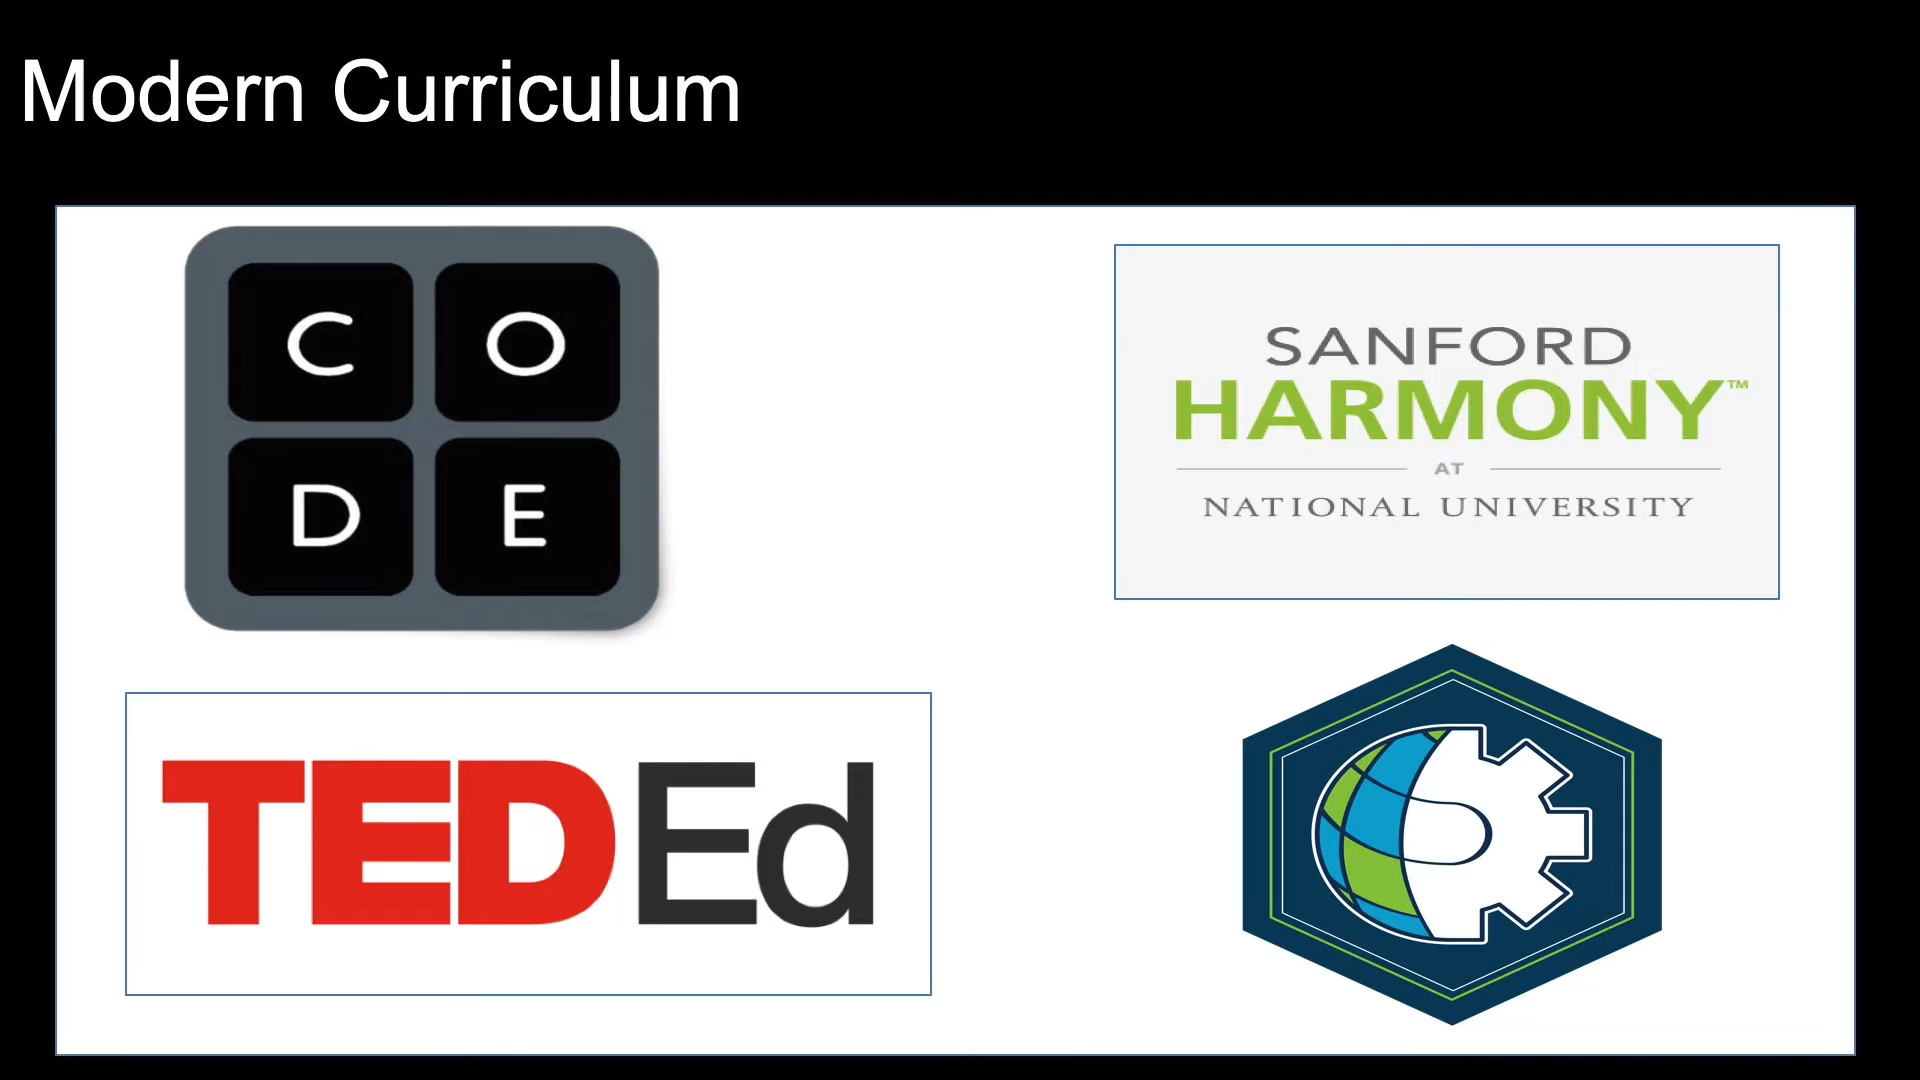 Modern Curriculum
C O
D E
SANFORD
HARMONY™
AT
NATIONAL UNIVERSITY
TEDEd